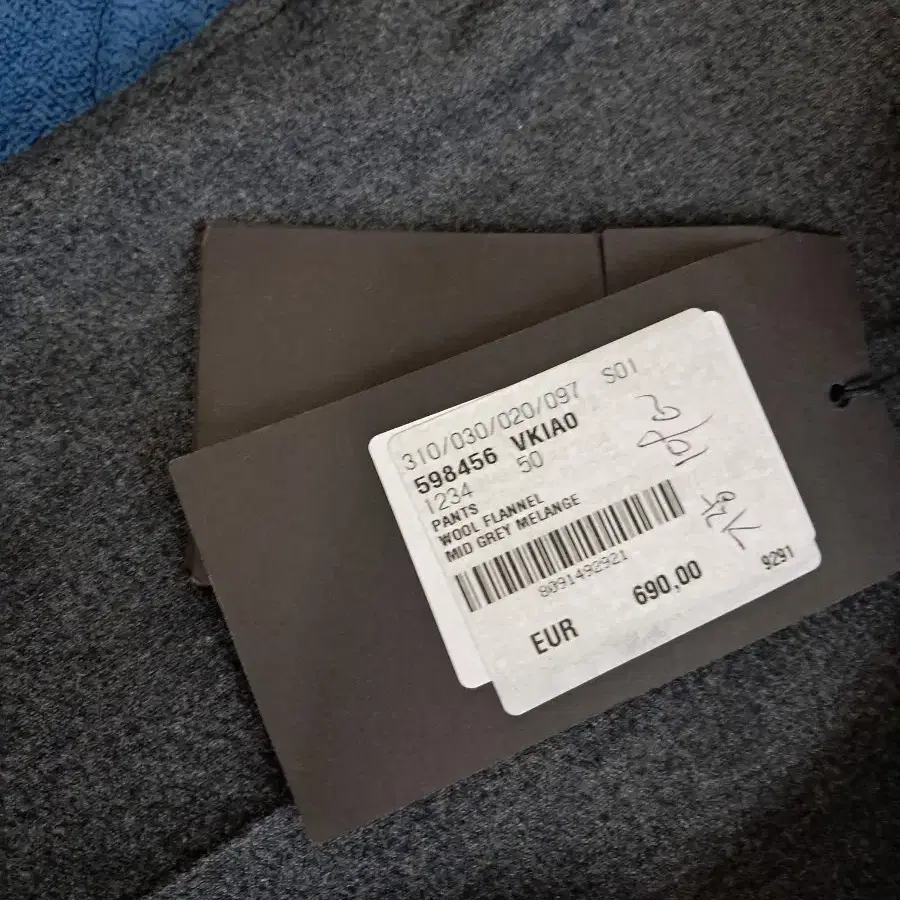 310/030/020/097 S01
598456 VKIA0
1234 50
PANTS
WOOL FLANNEL
MID GREY MELANGE
8091492921
EUR 690,00
9291